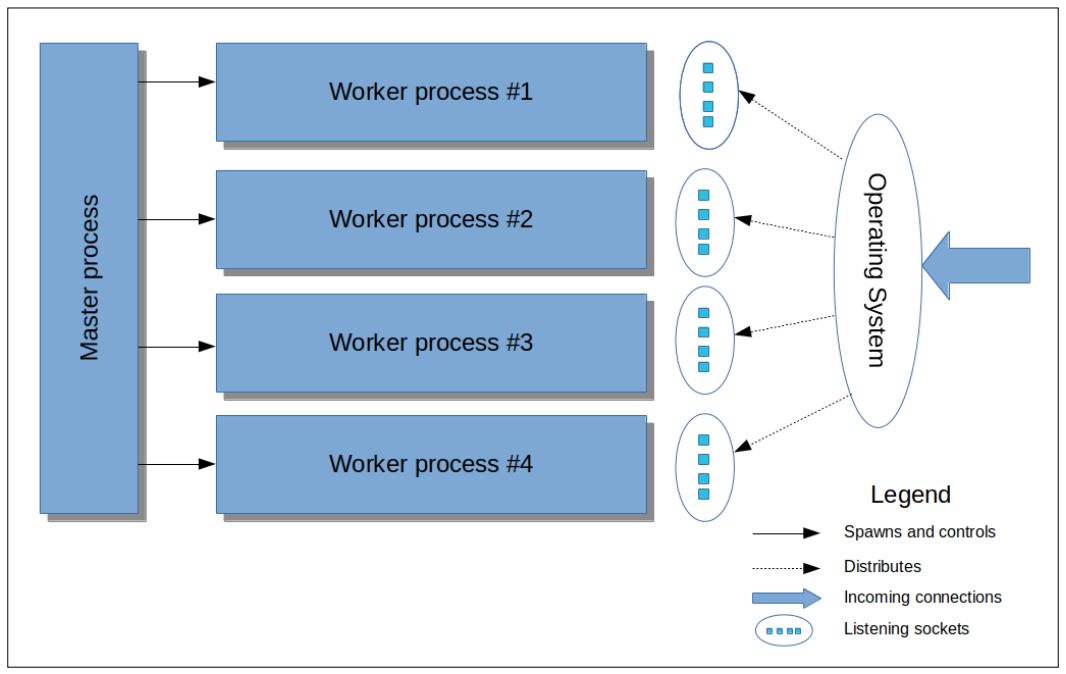 Master process
Worker process #1
Worker process #2
Worker process #3
Worker process #4
Operating System
Legend
Spawns and controls
Distributes
Incoming connections
Listening sockets